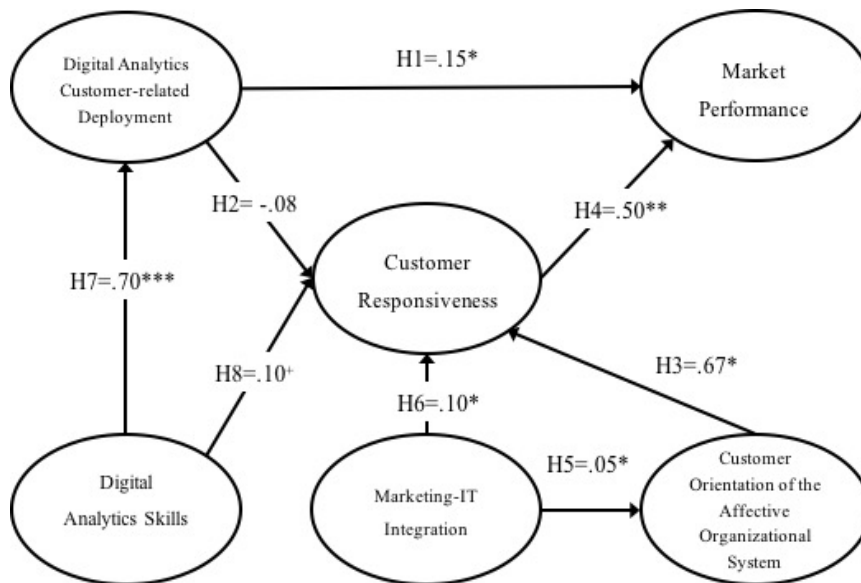 Digital Analytics
Customer-related
Deployment
H1=.15*
Market
Performance
H2= -.08
H4=.50**
Customer
Responsiveness
H7=.70***
H8=.10⁺
H6=.10*
H3=.67*
H5=.05*
Digital
Analytics Skills
Marketing-IT
Integration
Customer
Orientation of the
Affective
Organizational
System